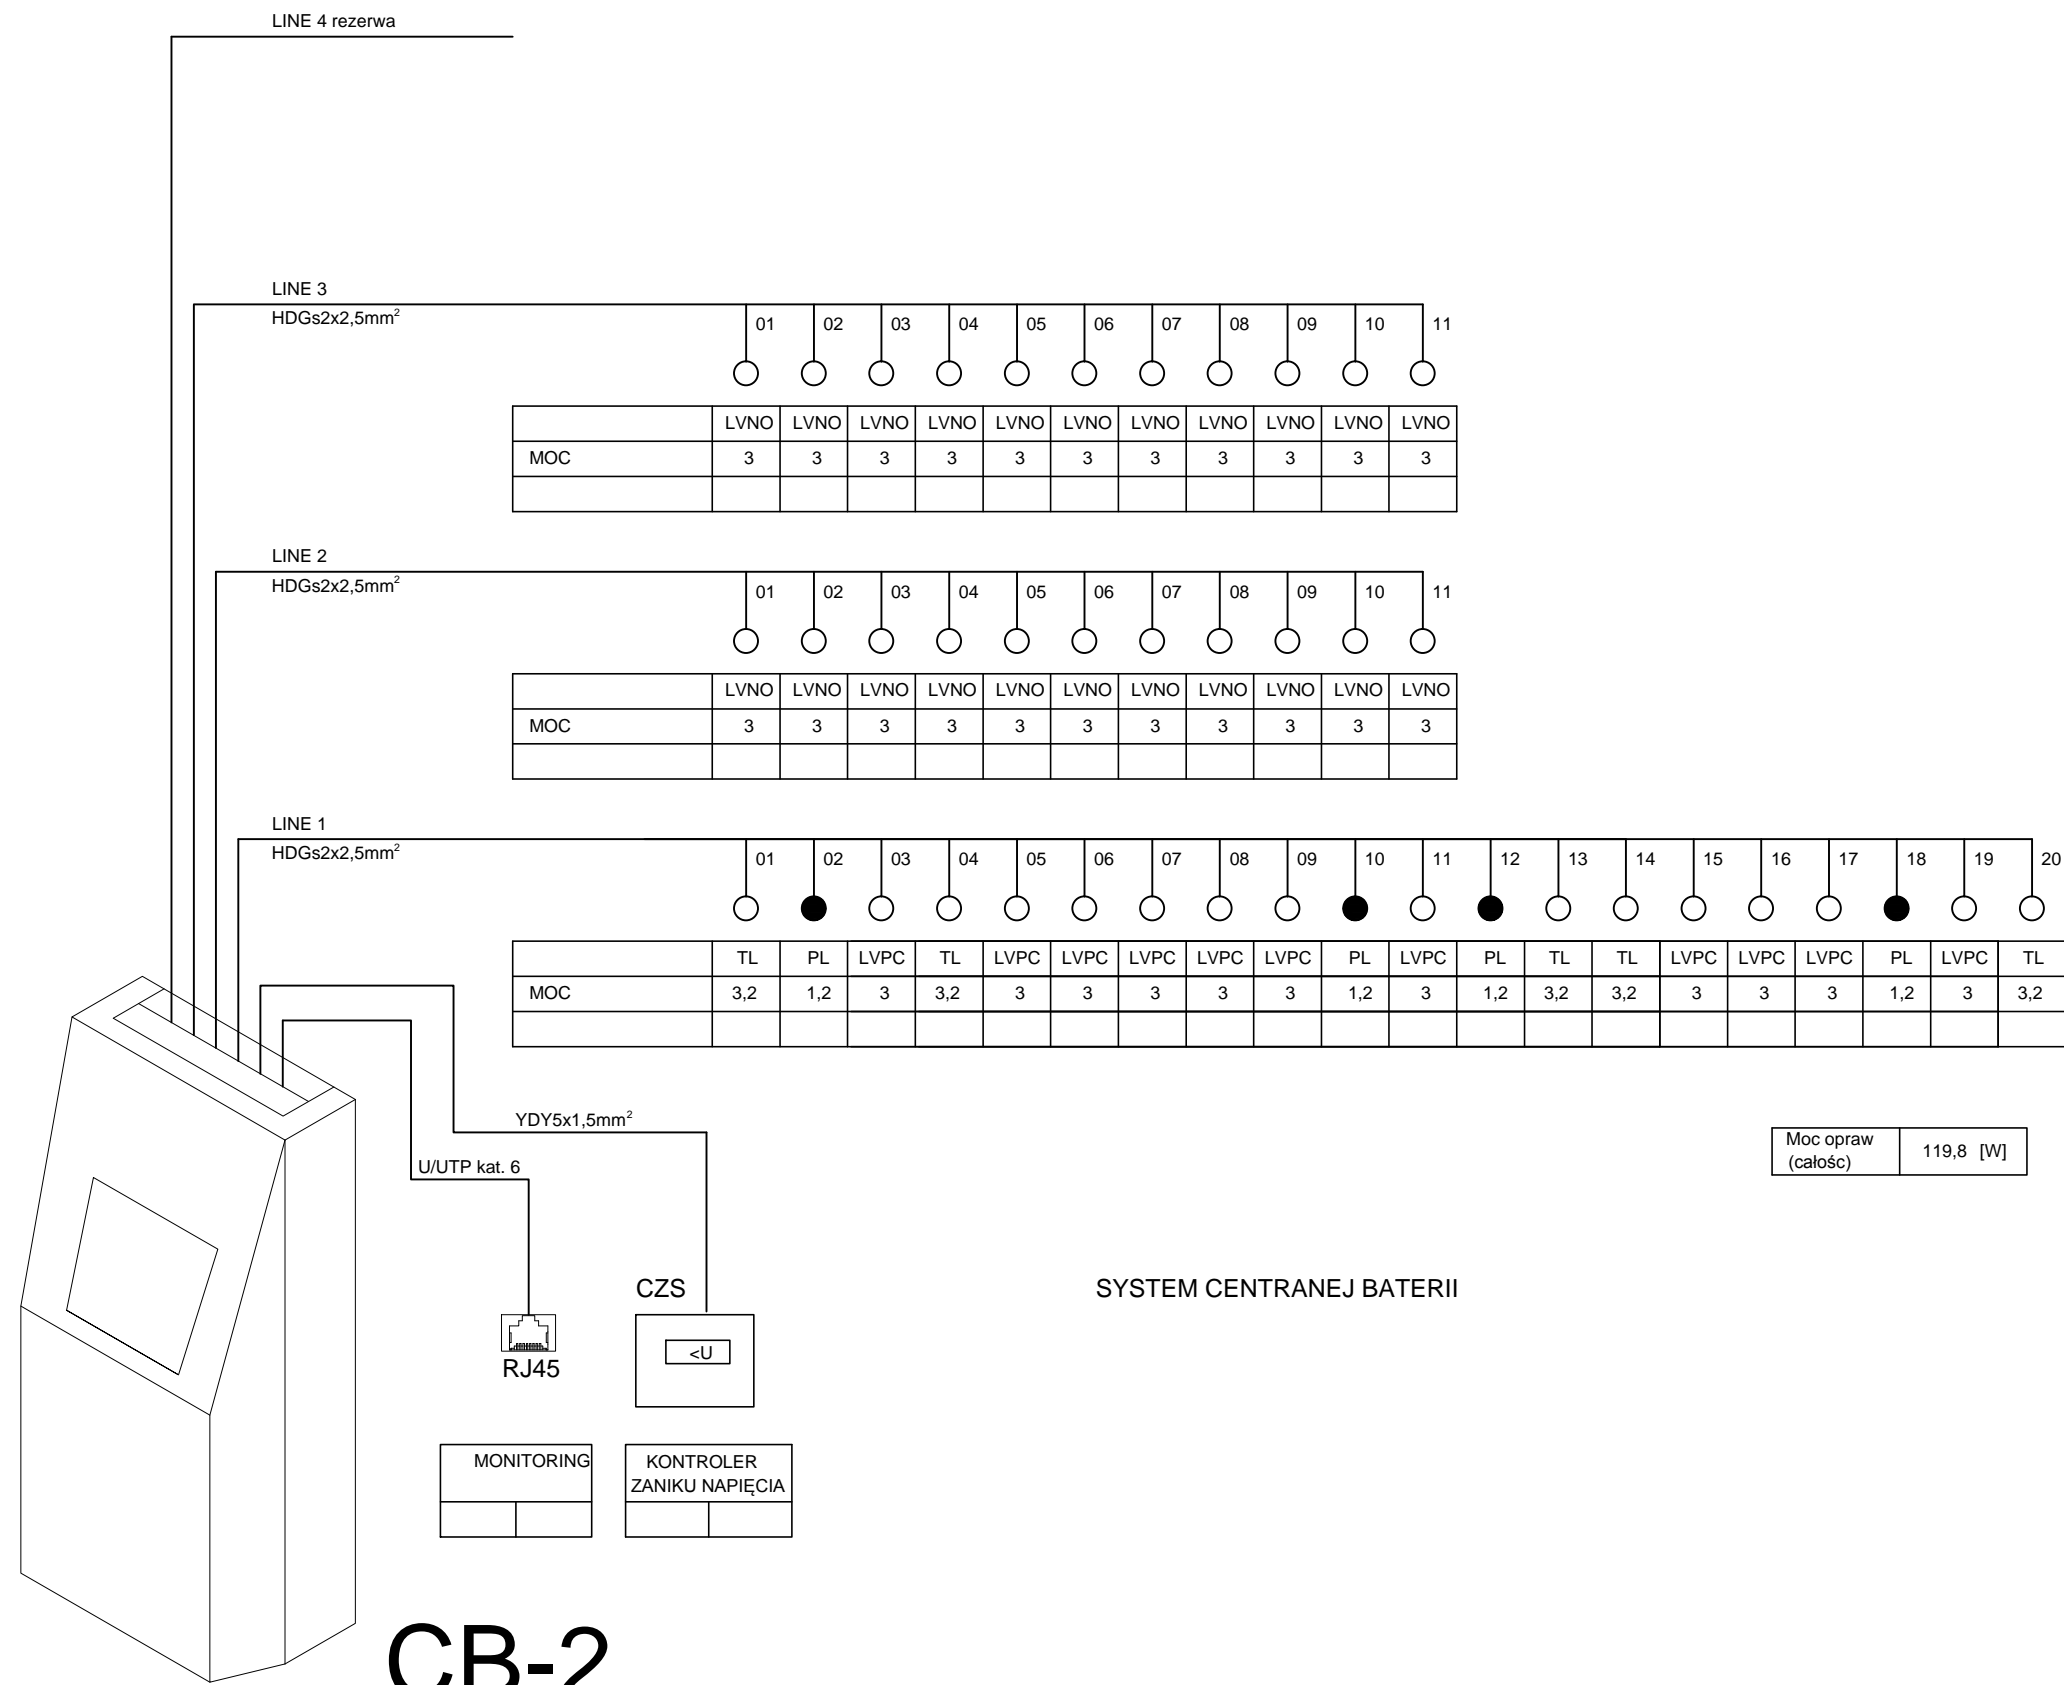 LINE 4 rezerwa
LINE 3
HDGs2x2,5mm²
01 02 03 04 05 06 07 08 09 10 11
LVNO LVNO LVNO LVNO LVNO LVNO LVNO LVNO LVNO LVNO LVNO
MOC 3 3 3 3 3 3 3 3 3 3 3
LINE 2
HDGs2x2,5mm²
01 02 03 04 05 06 07 08 09 10 11
LVNO LVNO LVNO LVNO LVNO LVNO LVNO LVNO LVNO LVNO LVNO
MOC 3 3 3 3 3 3 3 3 3 3 3
LINE 1
HDGs2x2,5mm²
01 02 03 04 05 06 07 08 09 10 11 12 13 14 15 16 17 18 19 20
TL PL LVPC TL LVPC LVPC LVPC LVPC LVPC PL LVPC PL TL TL LVPC LVPC LVPC PL LVPC TL
MOC 3,2 1,2 3 3,2 3 3 3 3 3 1,2 3 1,2 3,2 3,2 3 3 3 1,2 3 3,2
YDY5x1,5mm²
U/UTP kat. 6
Moc opraw
(całośc)
119,8 [W]
CZS
SYSTEM CENTRANEJ BATERII
<U
RJ45
MONITORING
KONTROLER
ZANIKU NAPIĘCIA
CB-2